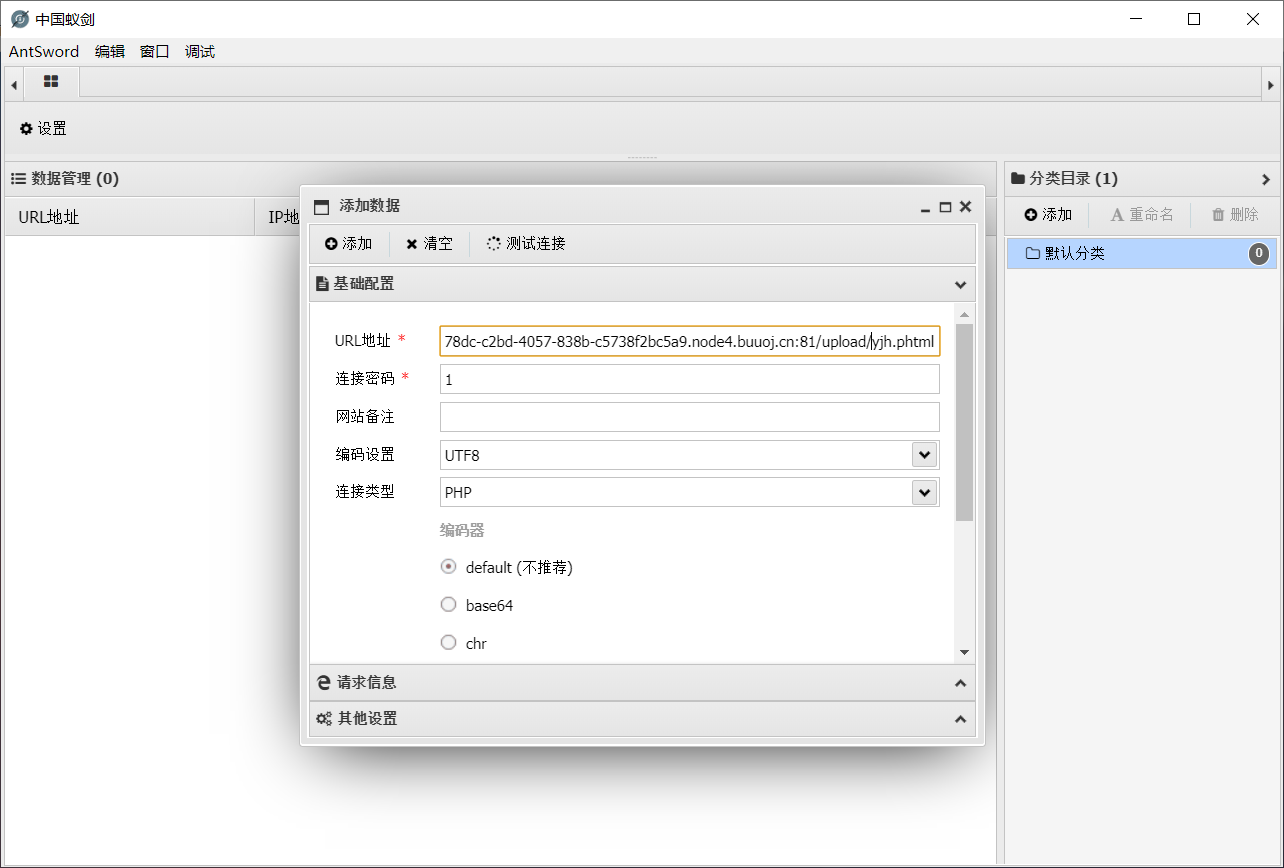 中国蚁剑
AntSword 编辑 窗口 调试
设置
数据管理 (0)
URL地址 IP地
分类目录 (1)
添加 重命名 删除
默认分类 0
添加数据
添加 清空 测试连接
基础配置
URL地址 * 78dc-c2bd-4057-838b-c5738f2bc5a9.node4.buuoj.cn:81/upload/yjh.phtml
连接密码 * 1
网站备注
编码设置 UTF8
连接类型 PHP
编码器
default (不推荐)
base64
chr
请求信息
其他设置